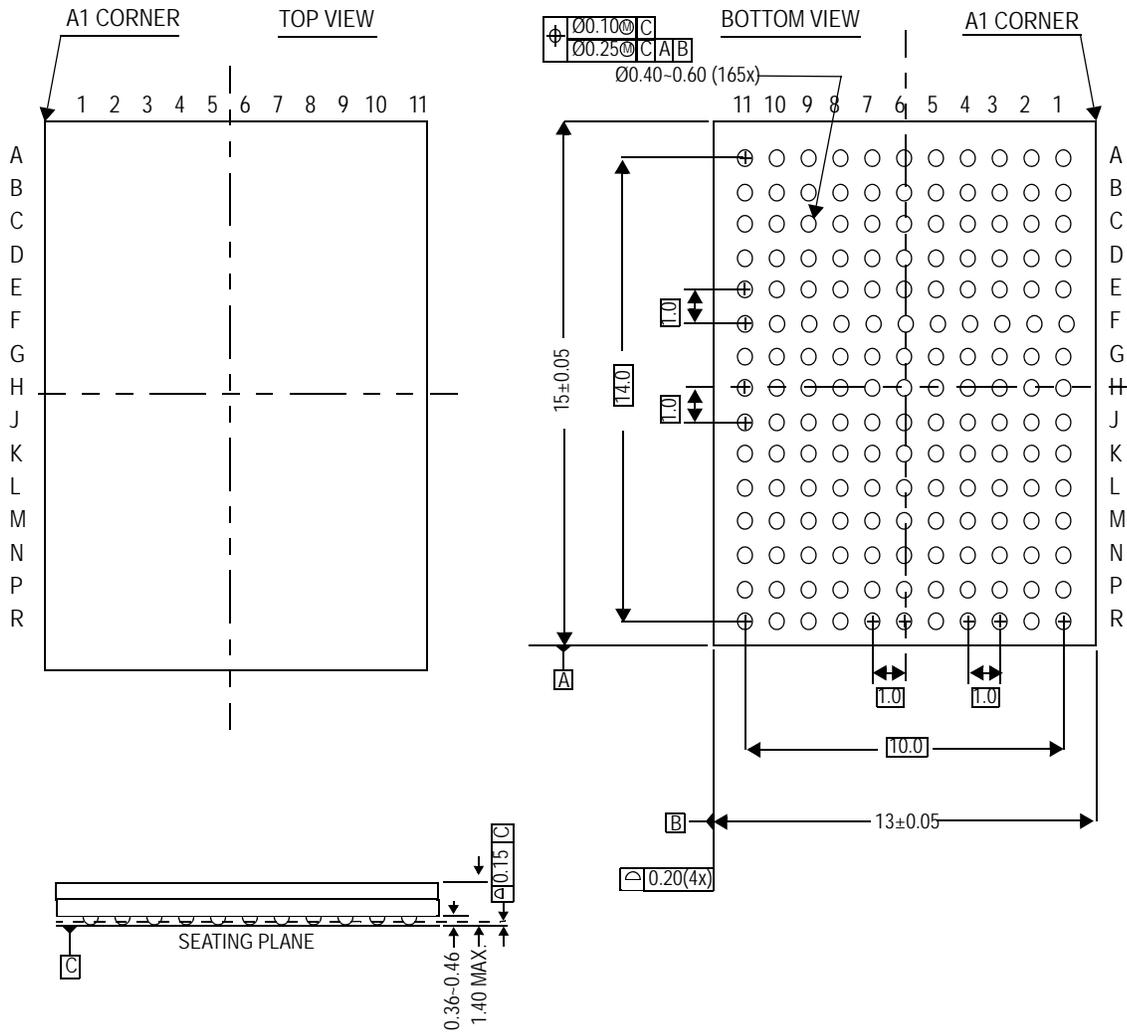 A1 CORNER
TOP VIEW
1 2 3 4 5 6 7 8 9 10 11
A
B
C
D
E
F
G
H
J
K
L
M
N
P
R
Ø0.10Ⓜ C
Ø0.25Ⓜ C A B
BOTTOM VIEW
A1 CORNER
Ø0.40~0.60 (165x)
11 10 9 8 7 6 5 4 3 2 1
A
B
C
D
E
F
G
H
J
K
L
M
N
P
R
1.0
1.0
15±0.05
14.0
A
1.0
1.0
10.0
B
13±0.05
0.20(4x)
0.15 C
SEATING PLANE
C
0.36~0.46
1.40 MAX.